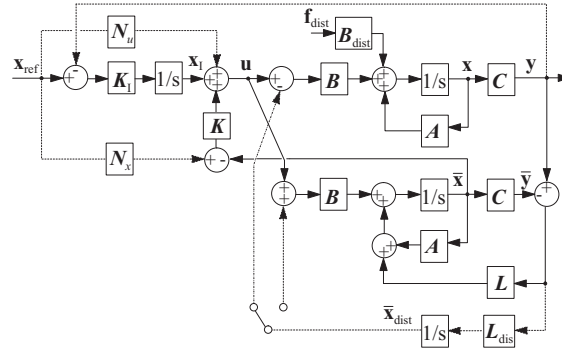 f_dist
N_u
B_dist
x_ref
x_I
u
x
y
K_I
1/s
B
1/s
C
K
A
N_x
x̄
ȳ
B
1/s
C
A
L
x̄_dist
1/s
L_dis